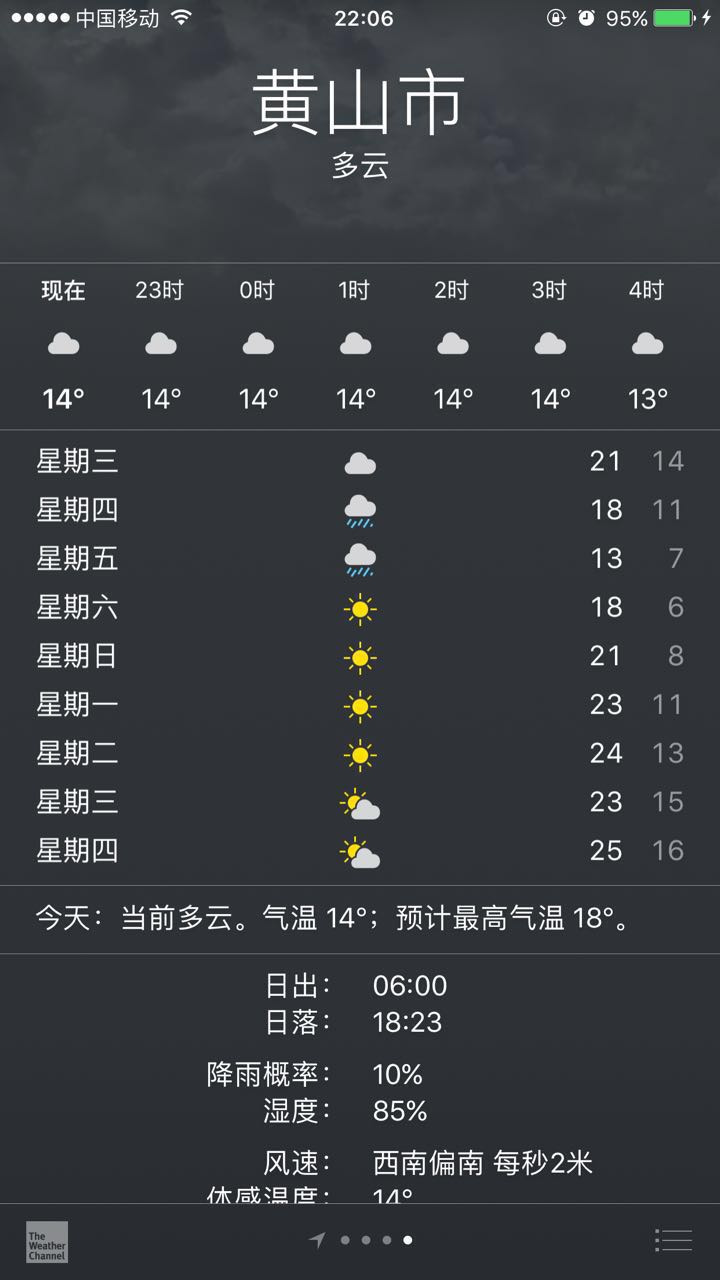 中国移动 22:06 95%
黄山市
多云
现在 23时 0时 1时 2时 3时 4时
14° 14° 14° 14° 14° 14° 13°
星期三 21 14
星期四 18 11
星期五 13 7
星期六 18 6
星期日 21 8
星期一 23 11
星期二 24 13
星期三 23 15
星期四 25 16
今天：当前多云。气温 14°；预计最高气温 18°。
日出： 06:00
日落： 18:23
降雨概率： 10%
湿度： 85%
风速： 西南偏南 每秒2米
体感温度： 14°
The
Weather
Channel